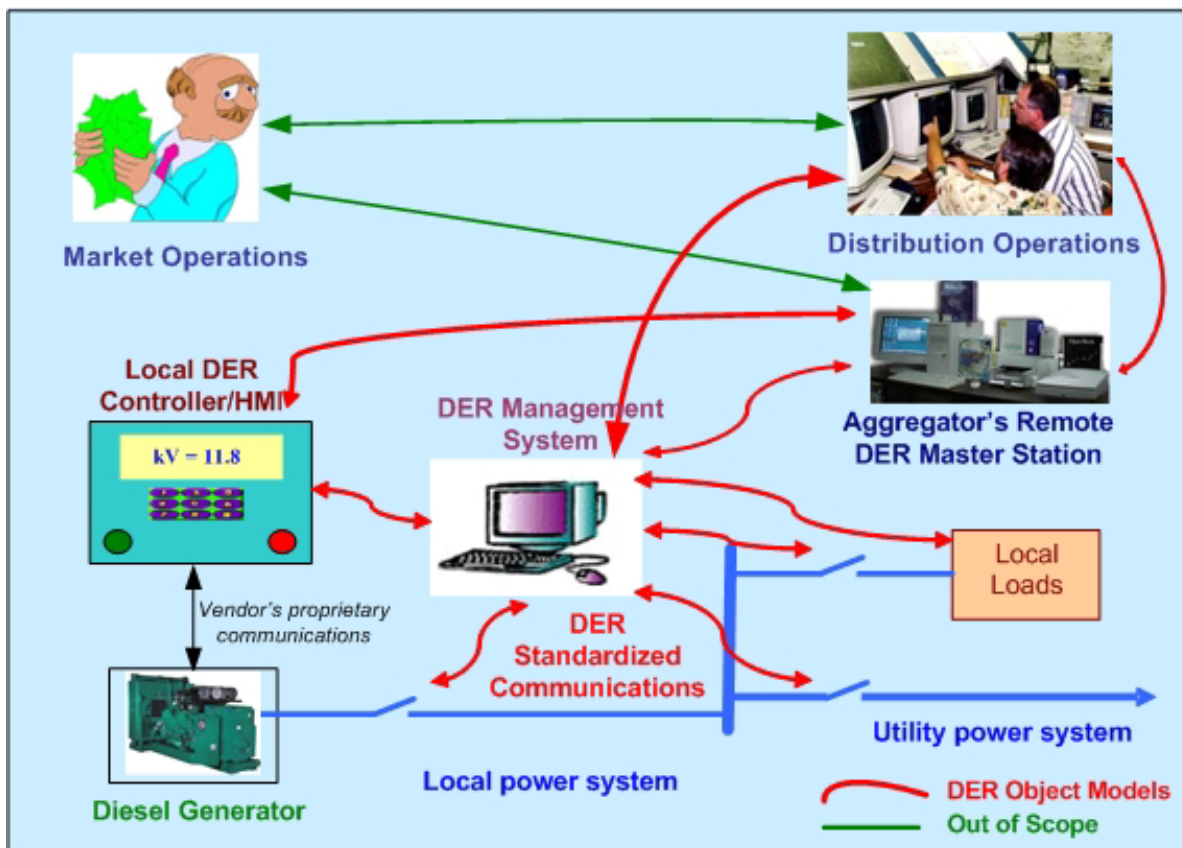 Market Operations
Distribution Operations
Local DER
Controller/HMI
kV = 11.8
DER Management
System
Aggregator's Remote
DER Master Station
Local
Loads
Vendor's proprietary
communications
DER
Standardized
Communications
Utility power system
Local power system
Diesel Generator
DER Object Models
Out of Scope